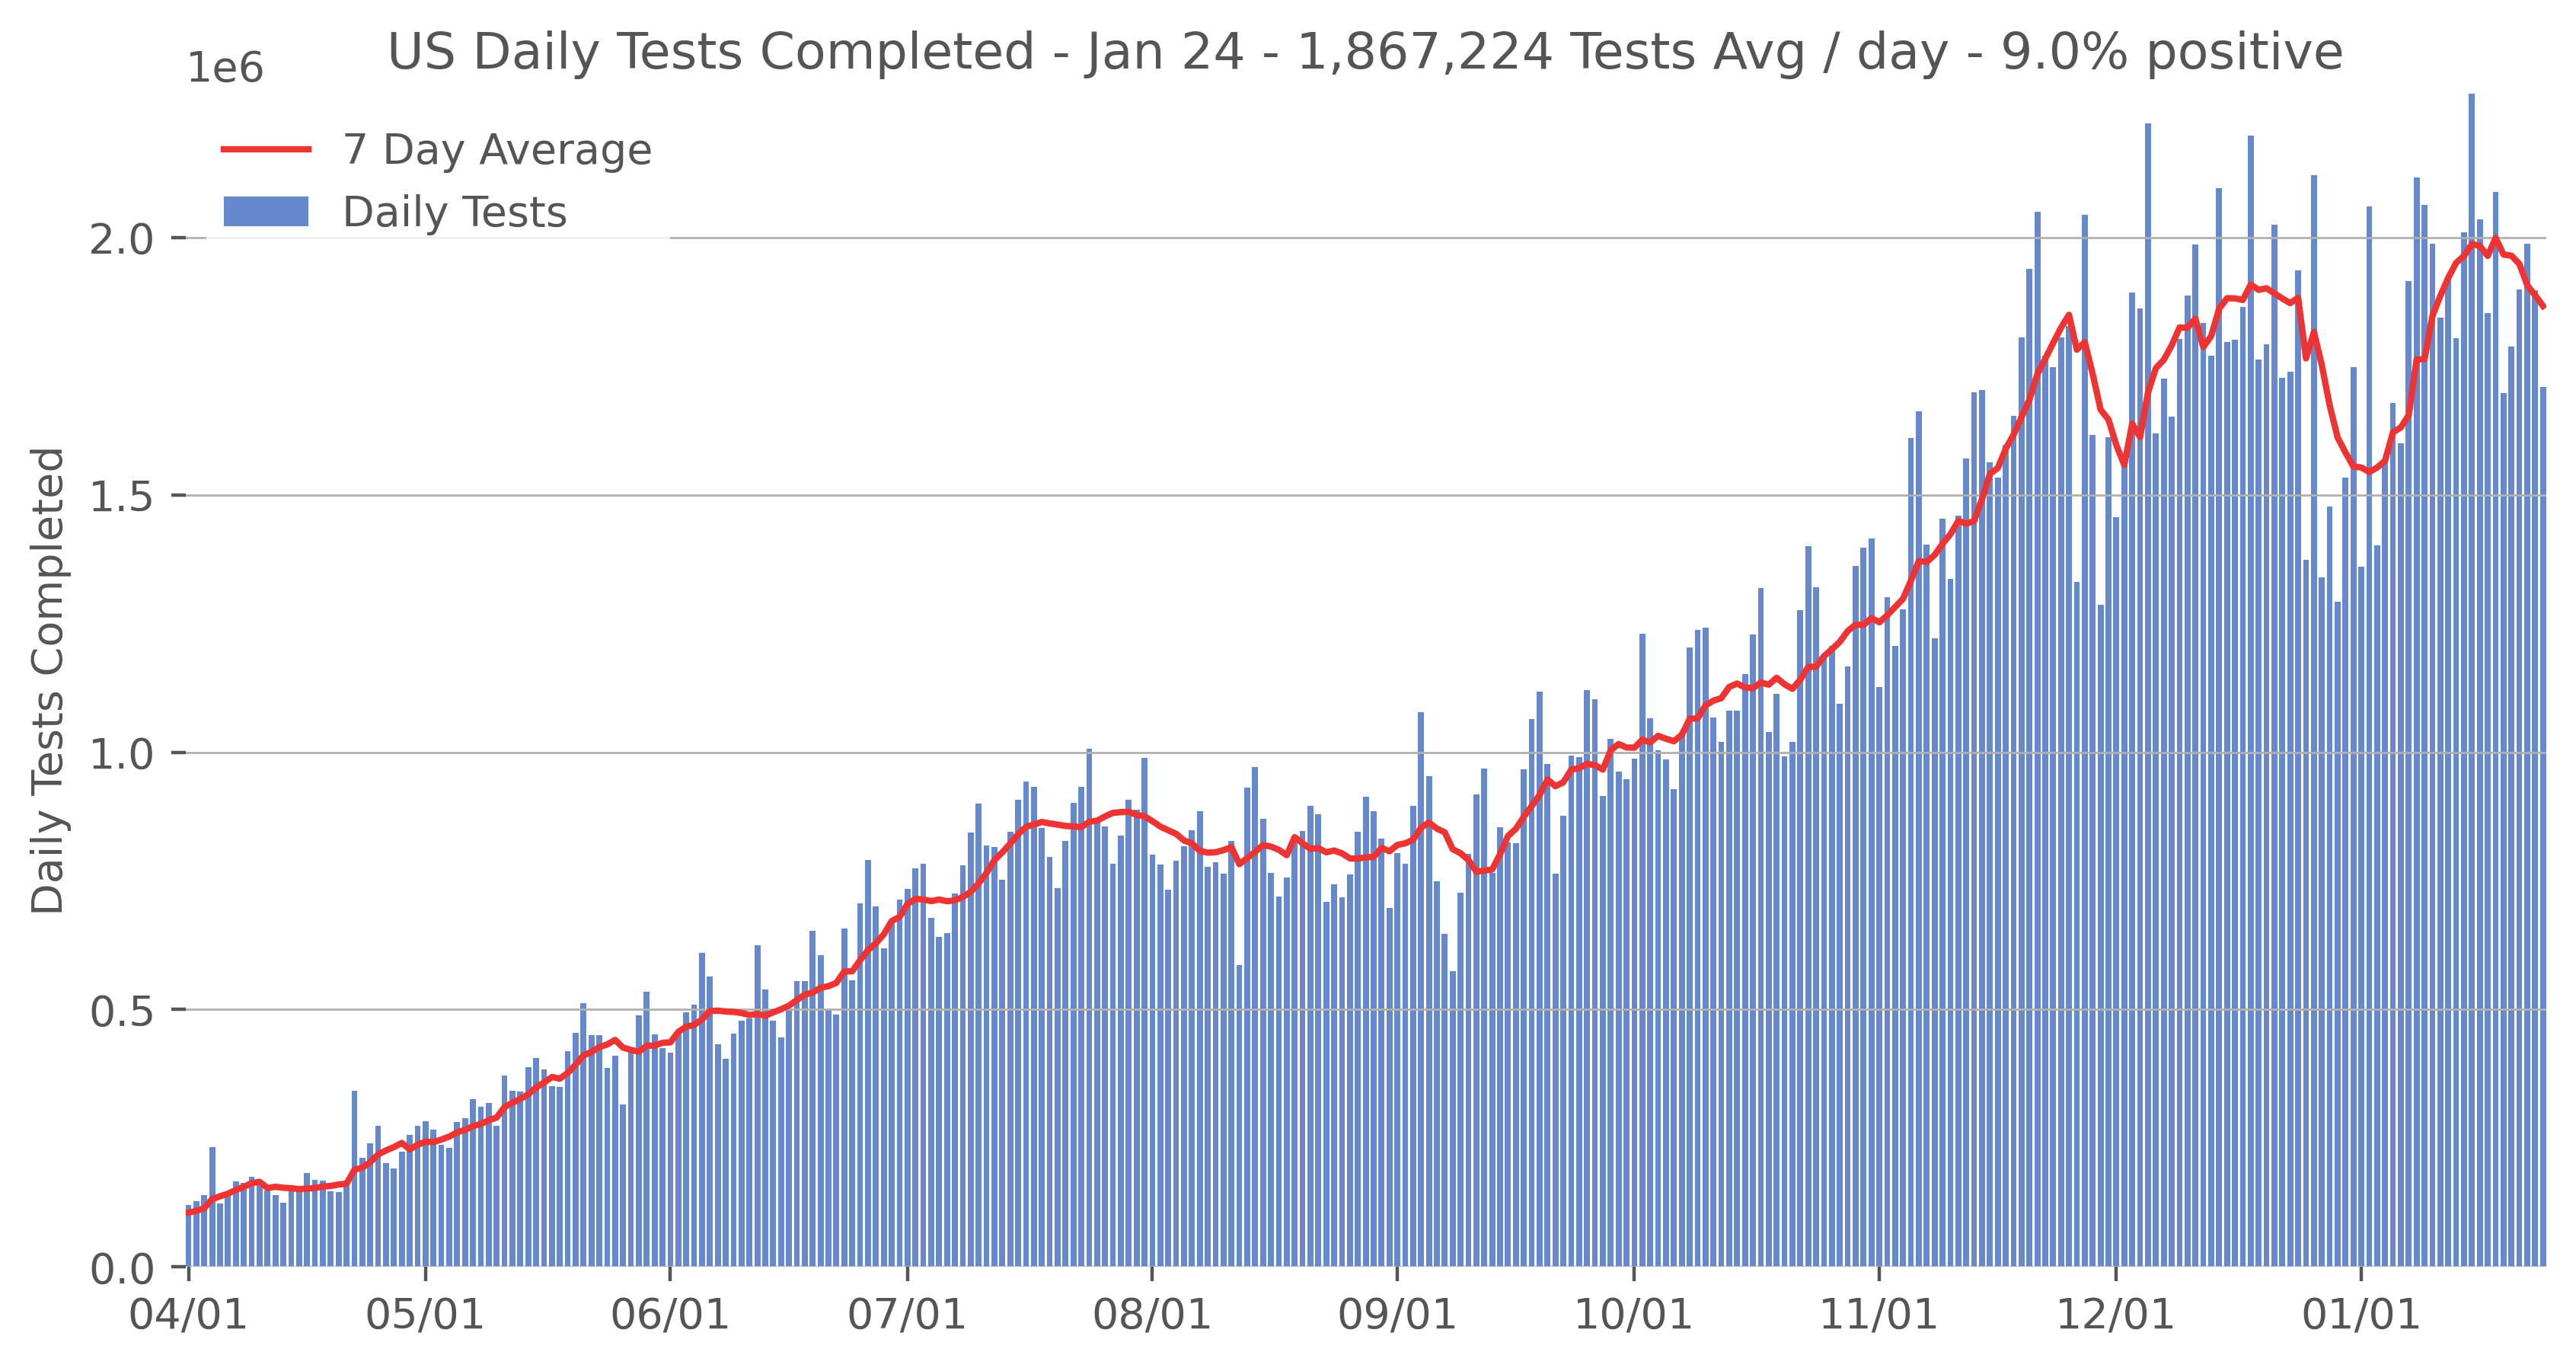 US Daily Tests Completed - Jan 24 - 1,867,224 Tests Avg / day - 9.0% positive
1e6
7 Day Average
Daily Tests
2.0
1.5
1.0
0.5
0.0
Daily Tests Completed
04/01 05/01 06/01 07/01 08/01 09/01 10/01 11/01 12/01 01/01